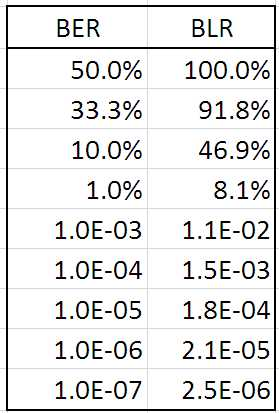 BER BLR
50.0% 100.0%
33.3% 91.8%
10.0% 46.9%
1.0% 8.1%
1.0E-03 1.1E-02
1.0E-04 1.5E-03
1.0E-05 1.8E-04
1.0E-06 2.1E-05
1.0E-07 2.5E-06